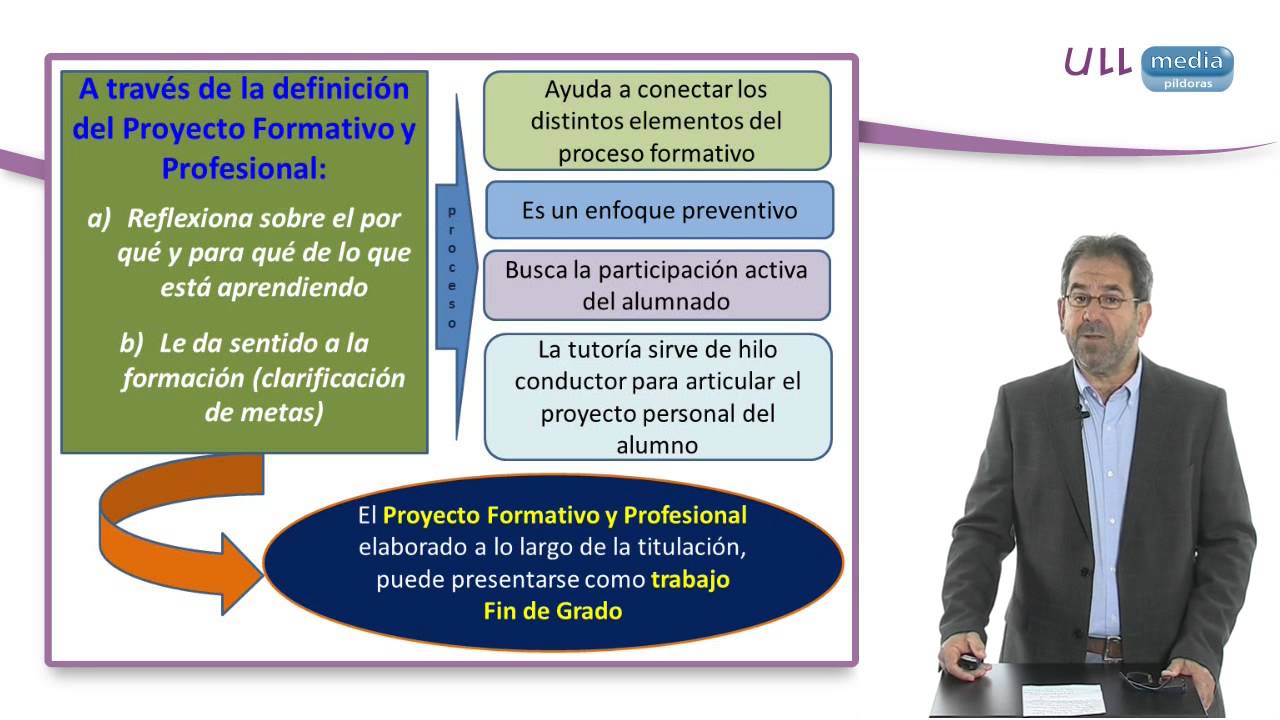 A través de la definición
del Proyecto Formativo y
Profesional:
a) Reflexiona sobre el por
qué y para qué de lo que
está aprendiendo
b) Le da sentido a la
formación (clarificación
de metas)
proceso
Ayuda a conectar los
distintos elementos del
proceso formativo
Es un enfoque preventivo
Busca la participación activa
del alumnado
La tutoría sirve de hilo
conductor para articular el
proyecto personal del
alumno
El Proyecto Formativo y Profesional
elaborado a lo largo de la titulación,
puede presentarse como trabajo
Fin de Grado
ULL media
píldoras